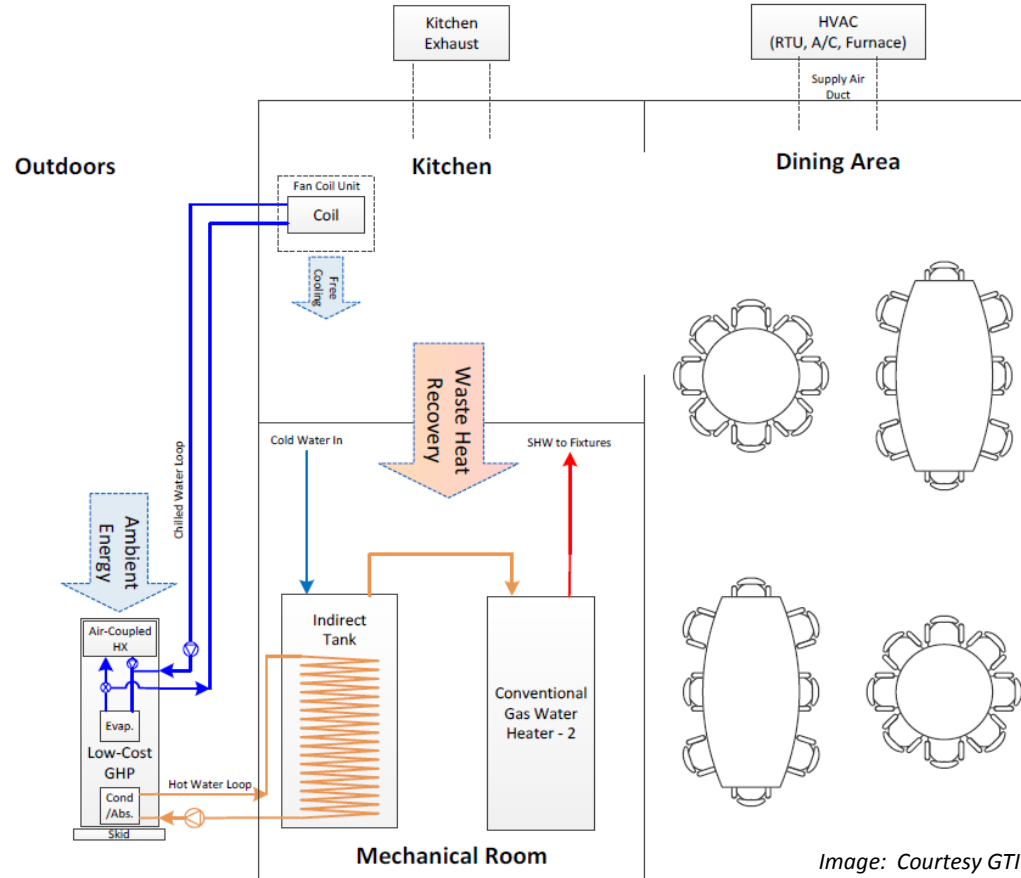 Kitchen
Exhaust
HVAC
(RTU, A/C, Furnace)
Supply Air
Duct
Outdoors
Kitchen
Dining Area
Fan Coil Unit
Coil
Free
Cooling
Waste Heat
Recovery
Cold Water In
SHW to Fixtures
Chilled Water Loop
Ambient
Energy
Air-Coupled
HX
Evap.
Low-Cost
GHP
Hot Water Loop
Cond
/Abs.
Skid
Indirect
Tank
Conventional
Gas Water
Heater - 2
Mechanical Room
Image: Courtesy GTI